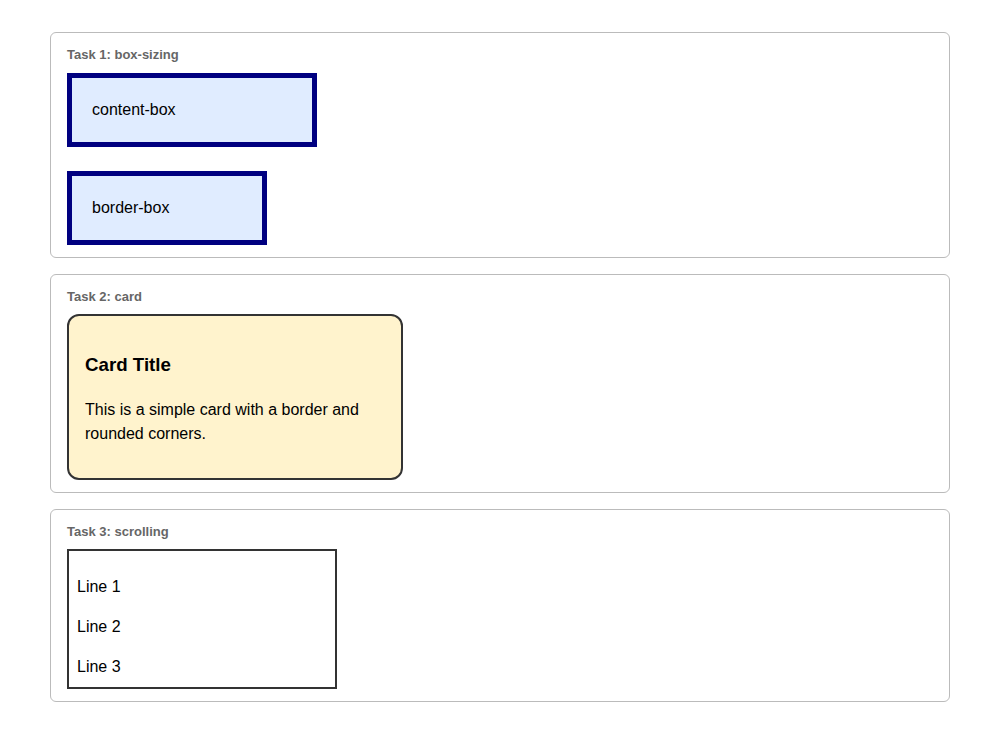 Task 1: box-sizing
content-box
border-box
Task 2: card
Card Title
This is a simple card with a border and
rounded corners.
Task 3: scrolling
Line 1
Line 2
Line 3